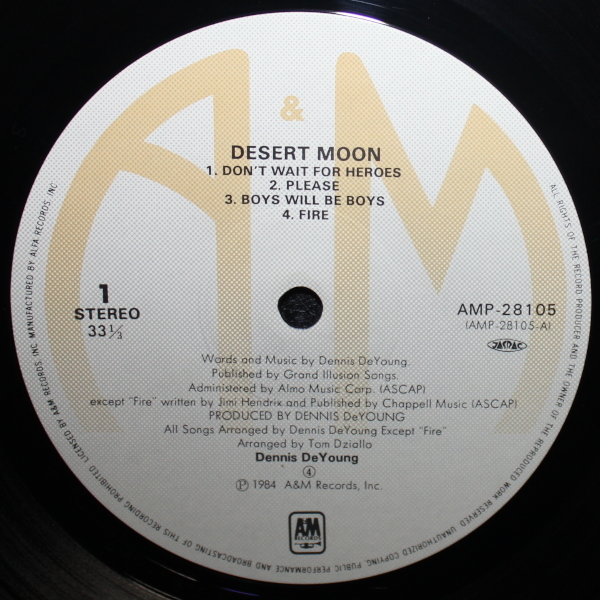 A & M
DESERT MOON
1. DON'T WAIT FOR HEROES
2. PLEASE
3. BOYS WILL BE BOYS
4. FIRE
1
STEREO
33 1/3
AMP-28105
(AMP-28105-A)
JASRAC
Words and Music by Dennis DeYoung.
Published by Grand Illusion Songs.
Administered by Almo Music Corp. (ASCAP)
except "Fire" written by Jimi Hendrix and Published by Chappell Music (ASCAP)
PRODUCED BY DENNIS DeYOUNG
All Songs Arranged by Dennis DeYoung Except "Fire"
Arranged by Tom Dziallo
Dennis DeYoung
④
Ⓟ 1984 A&M Records, Inc.
A&M
RECORDS
ALL RIGHTS OF THE RECORD PRODUCER AND THE OWNER OF THE REPRODUCED WORK RESERVED. UNAUTHORIZED COPYING, PUBLIC PERFORMANCE AND BROADCASTING OF THIS RECORDING PROHIBITED LICENSED BY A&M RECORDS, INC. MANUFACTURED BY ALFA RECORDS, INC